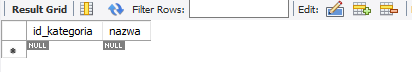 Result Grid Filter Rows: Edit:
id_kategoria nazwa
NULL NULL